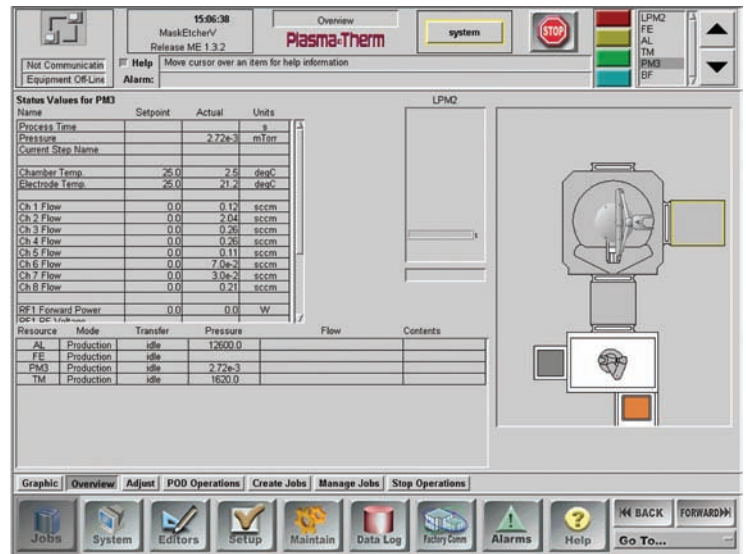 15:06:38
MaskEtcherV
Release ME 1.3.2
Overview
Plasma-Therm
system
STOP
LPM2
FE
AL
TM
PM3
BF
Not Communicatin
Equipment Off-Line
Help
Move cursor over an item for help information
Alarm:
Status Values for PM3
Name Setpoint Actual Units
Process Time s
Pressure 2.72e-3 mTorr
Current Step Name
Chamber Temp. 25.0 2.5 degC
Electrode Temp. 25.0 21.2 degC
Ch 1 Flow 0.0 0.12 sccm
Ch 2 Flow 0.0 2.04 sccm
Ch 3 Flow 0.0 0.26 sccm
Ch 4 Flow 0.0 0.26 sccm
Ch 5 Flow 0.0 0.11 sccm
Ch 6 Flow 0.0 7.0e-2 sccm
Ch 7 Flow 0.0 3.0e-2 sccm
Ch 8 Flow 0.0 0.21 sccm
RF1 Forward Power 0.0 0.0 W
LPM2
Resource Mode Transfer Pressure Flow Contents
AL Production idle 12600.0
FE Production idle
PM3 Production idle 2.72e-3
TM Production idle 1620.0
Graphic Overview Adjust POD Operations Create Jobs Manage Jobs Stop Operations
Jobs System Editors Setup Maintain Data Log Factory Comm Alarms Help
BACK FORWARD
Go To...